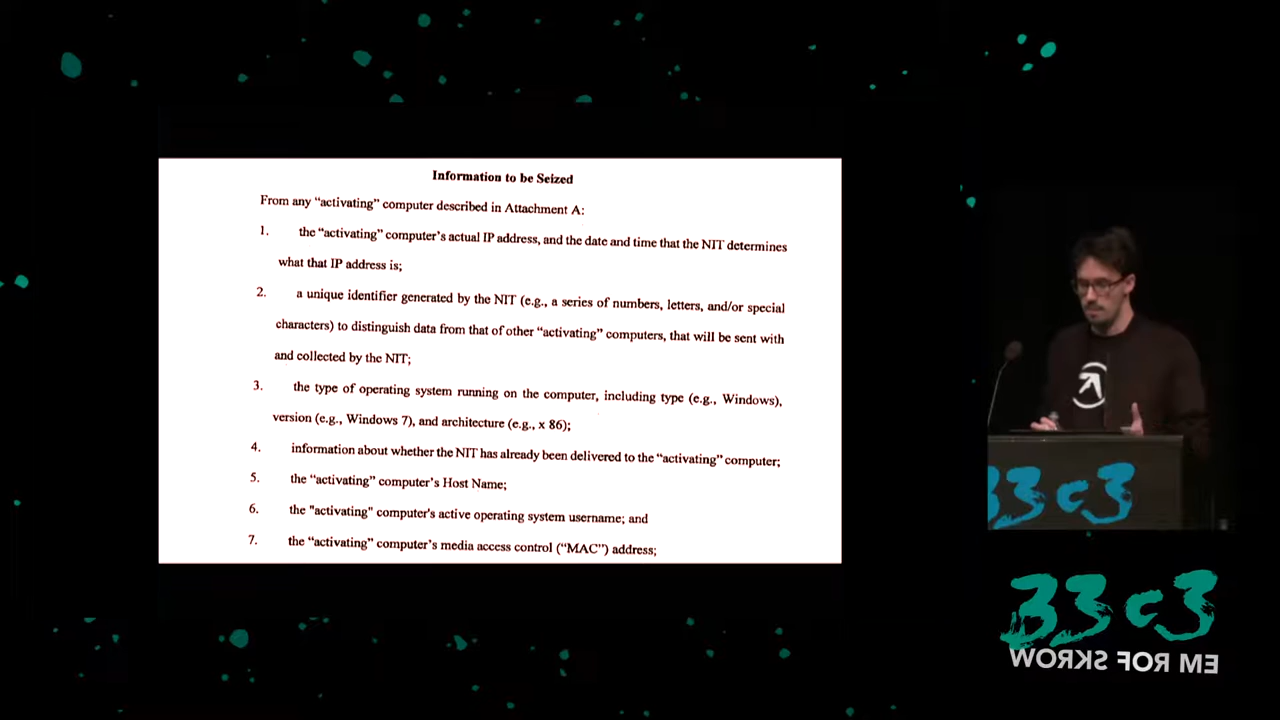 Information to be Seized
From any “activating” computer described in Attachment A:
1. the “activating” computer’s actual IP address, and the date and time that the NIT determines
what that IP address is;
2. a unique identifier generated by the NIT (e.g., a series of numbers, letters, and/or special
characters) to distinguish data from that of other “activating” computers, that will be sent with
and collected by the NIT;
3. the type of operating system running on the computer, including type (e.g., Windows),
version (e.g., Windows 7), and architecture (e.g., x 86);
4. information about whether the NIT has already been delivered to the “activating” computer;
5. the “activating” computer’s Host Name;
6. the "activating" computer's active operating system username; and
7. the “activating” computer’s media access control (“MAC”) address;
33c3
33c3
WORKS FOR ME